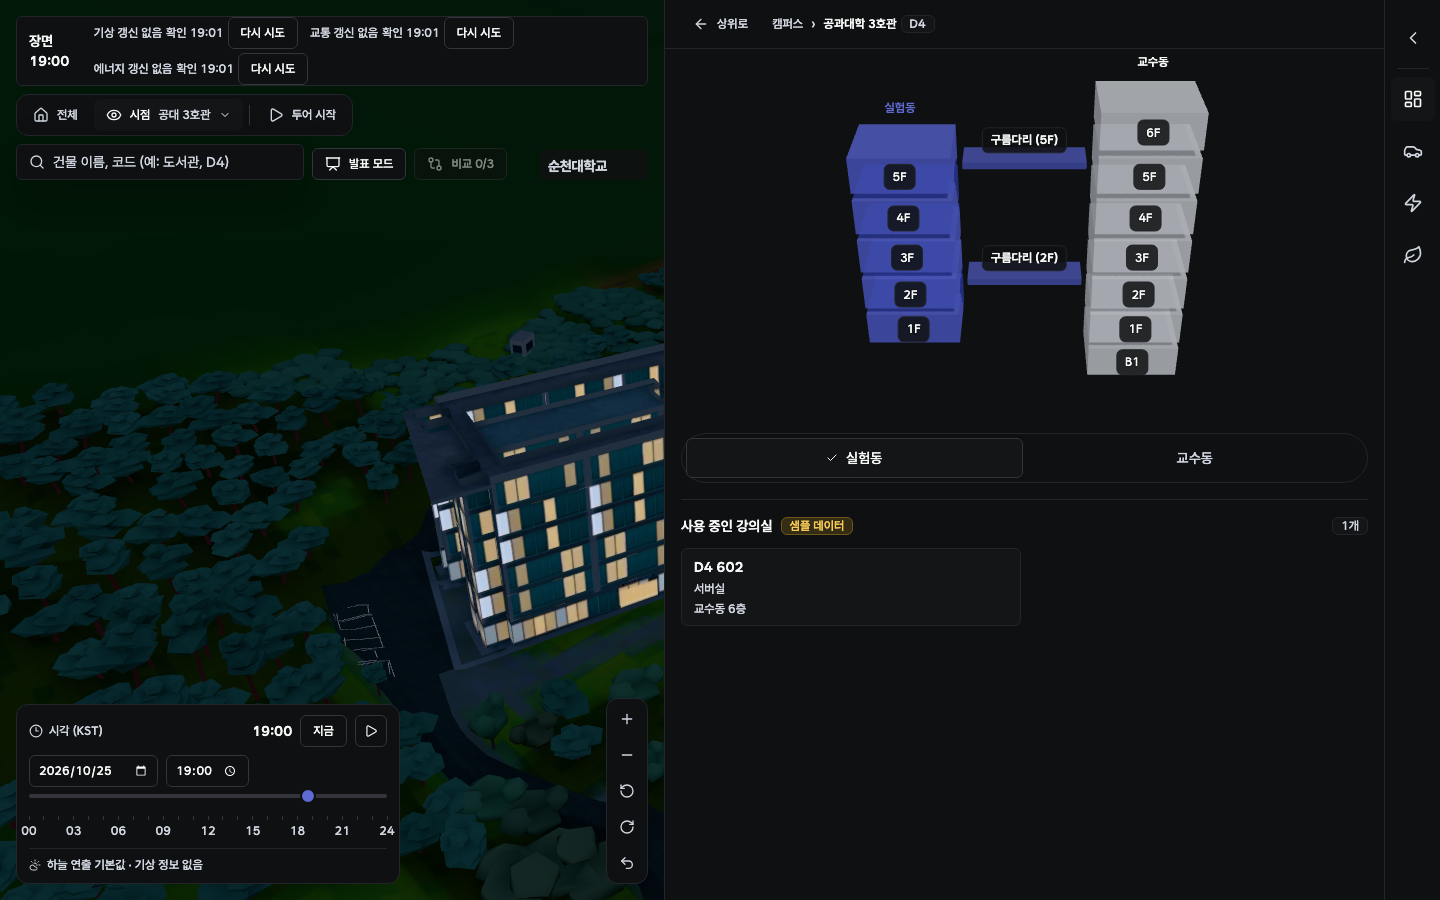 장면
19:00
기상 갱신 없음 확인 19:01 다시 시도 교통 갱신 없음 확인 19:01 다시 시도
에너지 갱신 없음 확인 19:01 다시 시도
전체 시점 공대 3호관 투어 시작
건물 이름, 코드 (예: 도서관, D4) 발표 모드 비교 0/3 순천대학교
시각 (KST) 19:00 지금
2026/10/25 19:00
00 03 06 09 12 15 18 21 24
하늘 연출 기본값 · 기상 정보 없음
상위로 캠퍼스 › 공과대학 3호관 D4
교수동
실험동
6F
구름다리 (5F)
5F 5F
4F 4F
3F 구름다리 (2F) 3F
2F 2F
1F 1F
B1
실험동 교수동
사용 중인 강의실 샘플 데이터 1개
D4 602
서버실
교수동 6층